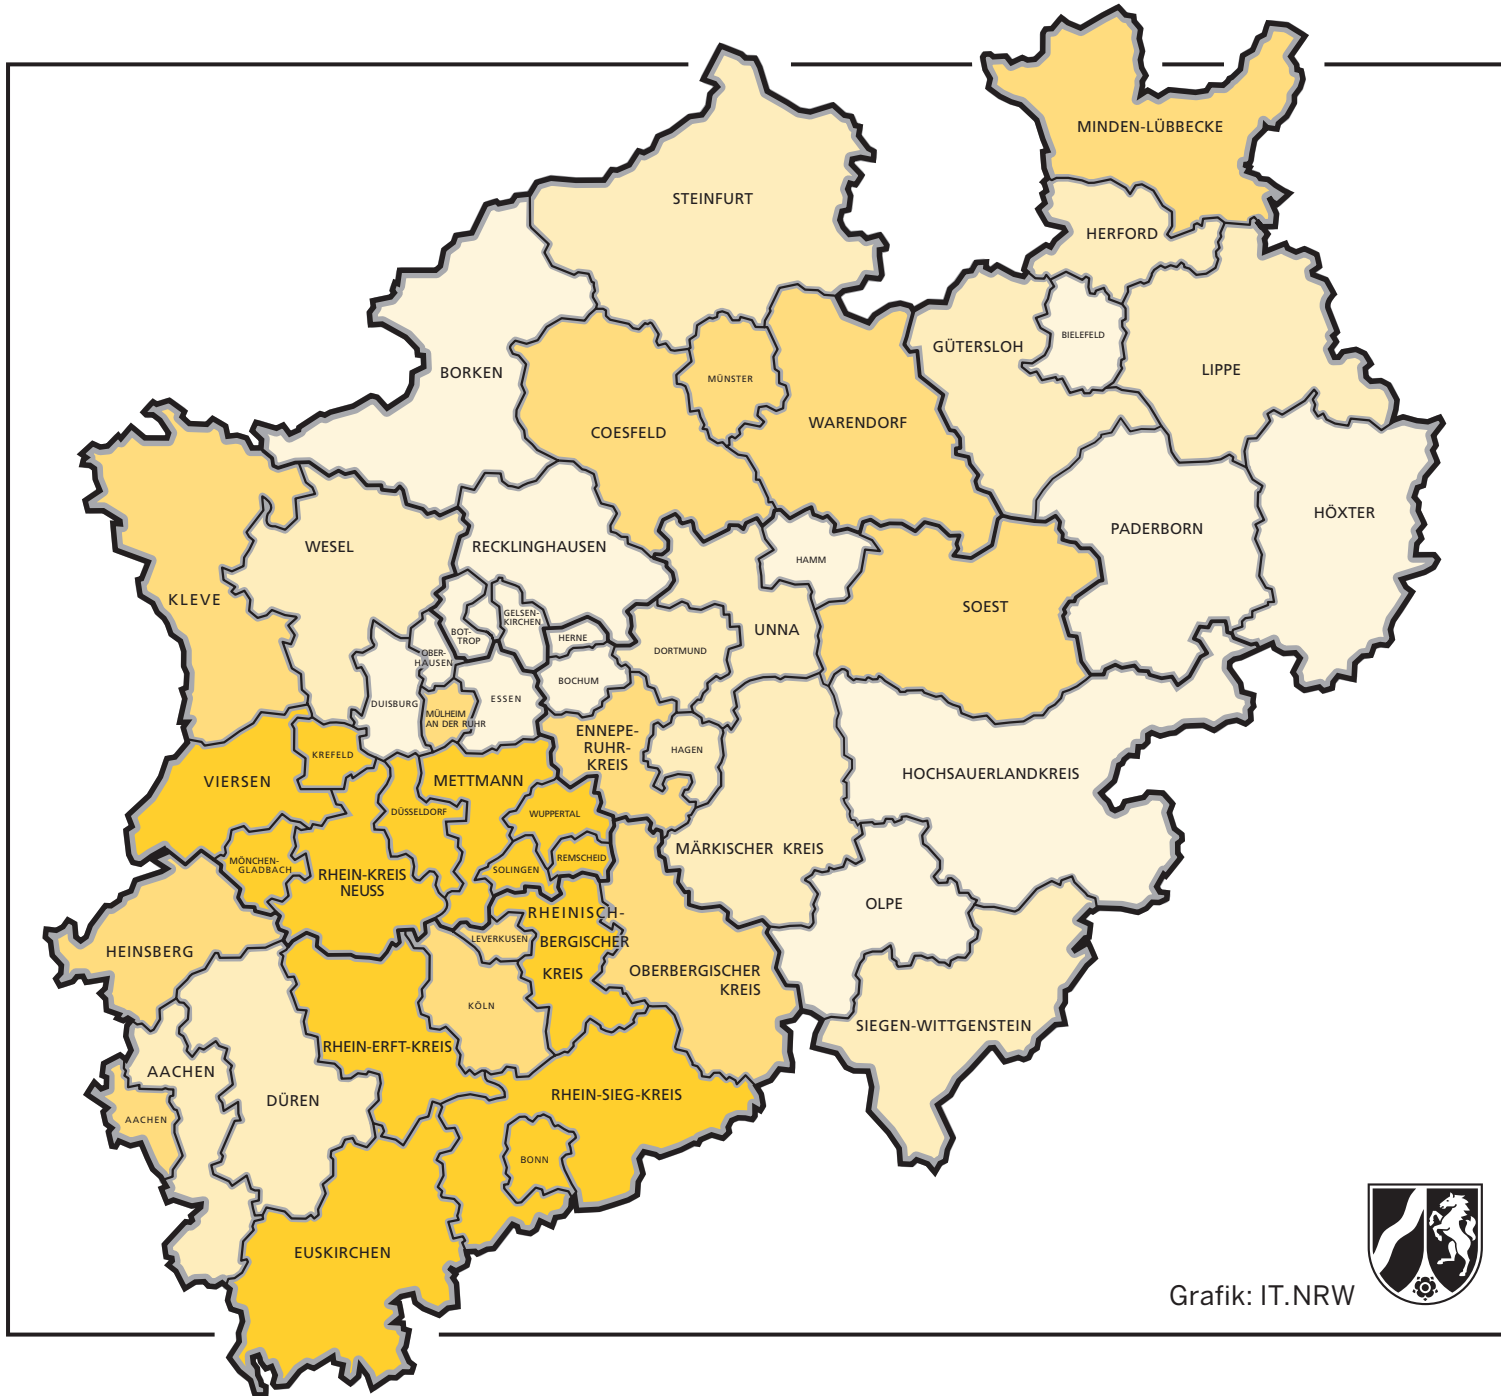 MINDEN-LÜBBECKE
STEINFURT
HERFORD
BIELEFELD
GÜTERSLOH
LIPPE
BORKEN
MÜNSTER
WARENDORF
COESFELD
HÖXTER
PADERBORN
WESEL
RECKLINGHAUSEN
HAMM
KLEVE
SOEST
GELSEN-
KIRCHEN
UNNA
BOT-
TROP
HERNE
DORTMUND
OBER-
HAUSEN
BOCHUM
DUISBURG
ESSEN
MÜLHEIM
AN DER RUHR
ENNEPE-
RUHR-
KREIS
HAGEN
KREFELD
HOCHSAUERLANDKREIS
VIERSEN
METTMANN
DÜSSELDORF
WUPPERTAL
MÄRKISCHER KREIS
REMSCHEID
SOLINGEN
MÖNCHEN-
GLADBACH
RHEIN-KREIS
NEUSS
OLPE
RHEINISCH-
BERGISCHER
KREIS
LEVERKUSEN
HEINSBERG
OBERBERGISCHER
KREIS
KÖLN
SIEGEN-WITTGENSTEIN
RHEIN-ERFT-KREIS
AACHEN
DÜREN
RHEIN-SIEG-KREIS
AACHEN
BONN
EUSKIRCHEN
Grafik: IT.NRW